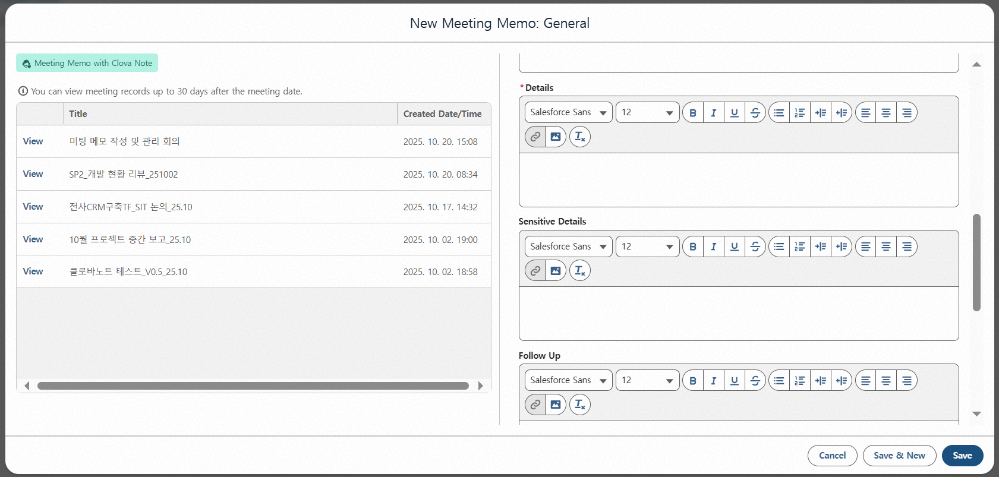 New Meeting Memo: General
Meeting Memo with Clova Note
You can view meeting records up to 30 days after the meeting date.
Title Created Date/Time
View 미팅 메모 작성 및 관리 회의 2025. 10. 20. 15:08
View SP2_개발 현황 리뷰_251002 2025. 10. 20. 08:34
View 전사CRM구축TF_SIT 논의_25.10 2025. 10. 17. 14:32
View 10월 프로젝트 중간 보고_25.10 2025. 10. 02. 19:00
View 클로바노트 테스트_V0.5_25.10 2025. 10. 02. 18:58
*Details
Salesforce Sans 12
Sensitive Details
Salesforce Sans 12
Follow Up
Salesforce Sans 12
Cancel Save & New Save